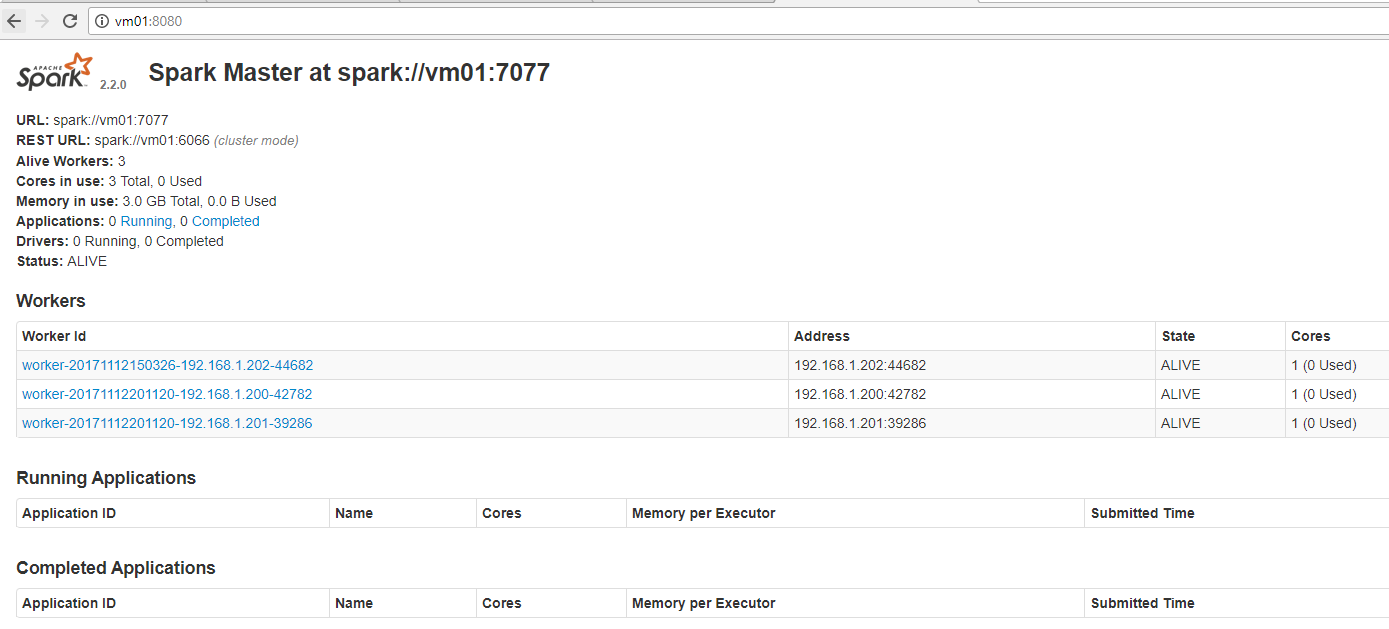 vm01:8080
APACHE
Spark 2.2.0 Spark Master at spark://vm01:7077
URL: spark://vm01:7077
REST URL: spark://vm01:6066 (cluster mode)
Alive Workers: 3
Cores in use: 3 Total, 0 Used
Memory in use: 3.0 GB Total, 0.0 B Used
Applications: 0 Running, 0 Completed
Drivers: 0 Running, 0 Completed
Status: ALIVE
Workers
Worker Id Address State Cores
worker-20171112150326-192.168.1.202-44682 192.168.1.202:44682 ALIVE 1 (0 Used)
worker-20171112201120-192.168.1.200-42782 192.168.1.200:42782 ALIVE 1 (0 Used)
worker-20171112201120-192.168.1.201-39286 192.168.1.201:39286 ALIVE 1 (0 Used)
Running Applications
Application ID Name Cores Memory per Executor Submitted Time
Completed Applications
Application ID Name Cores Memory per Executor Submitted Time